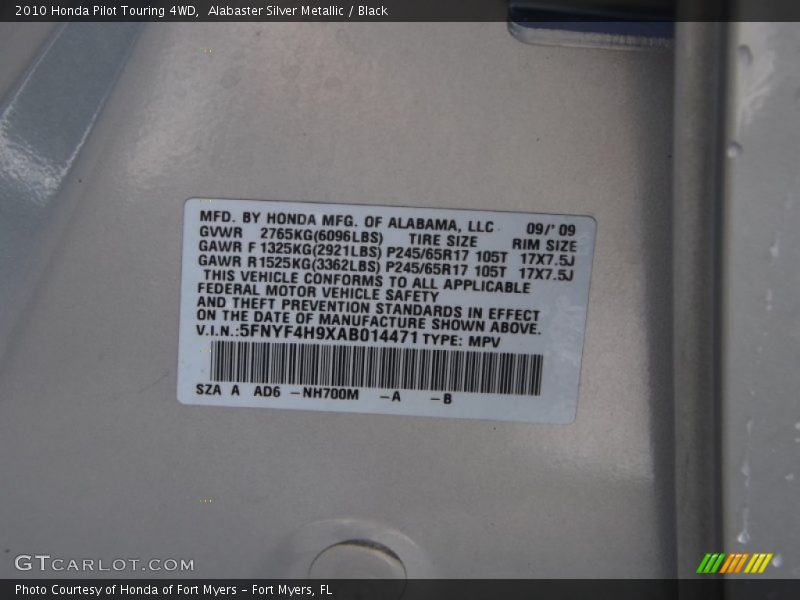 2010 Honda Pilot Touring 4WD,  Alabaster Silver Metallic / Black
MFD. BY HONDA MFG. OF ALABAMA, LLC 09/' 09
GVWR 2765KG(6096LBS) TIRE SIZE RIM SIZE
GAWR F 1325KG(2921LBS) P245/65R17 105T 17X7.5J
GAWR R1525KG(3362LBS) P245/65R17 105T 17X7.5J
THIS VEHICLE CONFORMS TO ALL APPLICABLE
FEDERAL MOTOR VEHICLE SAFETY
AND THEFT PREVENTION STANDARDS IN EFFECT
ON THE DATE OF MANUFACTURE SHOWN ABOVE.
V.I.N.:5FNYF4H9XAB014471 TYPE: MPV
SZA A AD6 -NH700M -A -B
GTCARLOT.COM
Photo Courtesy of Honda of Fort Myers - Fort Myers, FL